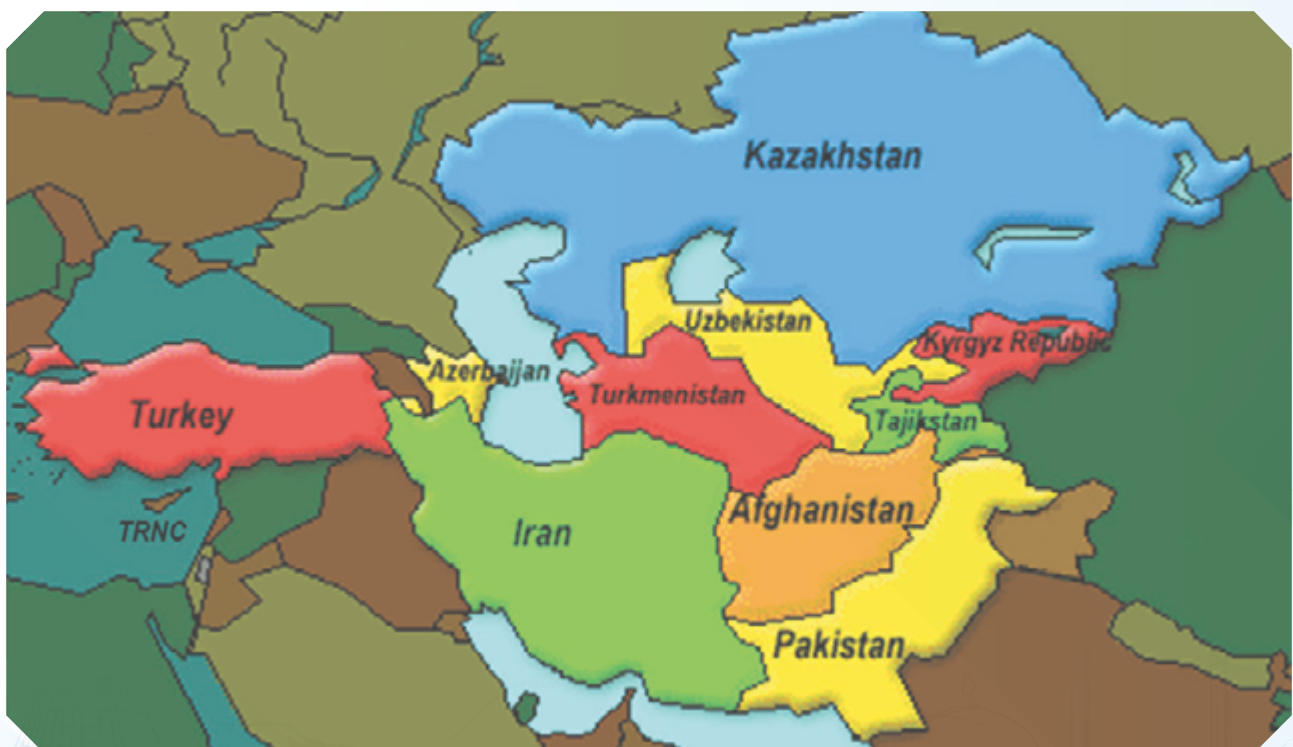 Kazakhstan
Uzbekistan
Kyrgyz Republic
Azerbaijan
Turkmenistan
Turkey
Tajikstan
Afghanistan
TRNC
Iran
Pakistan